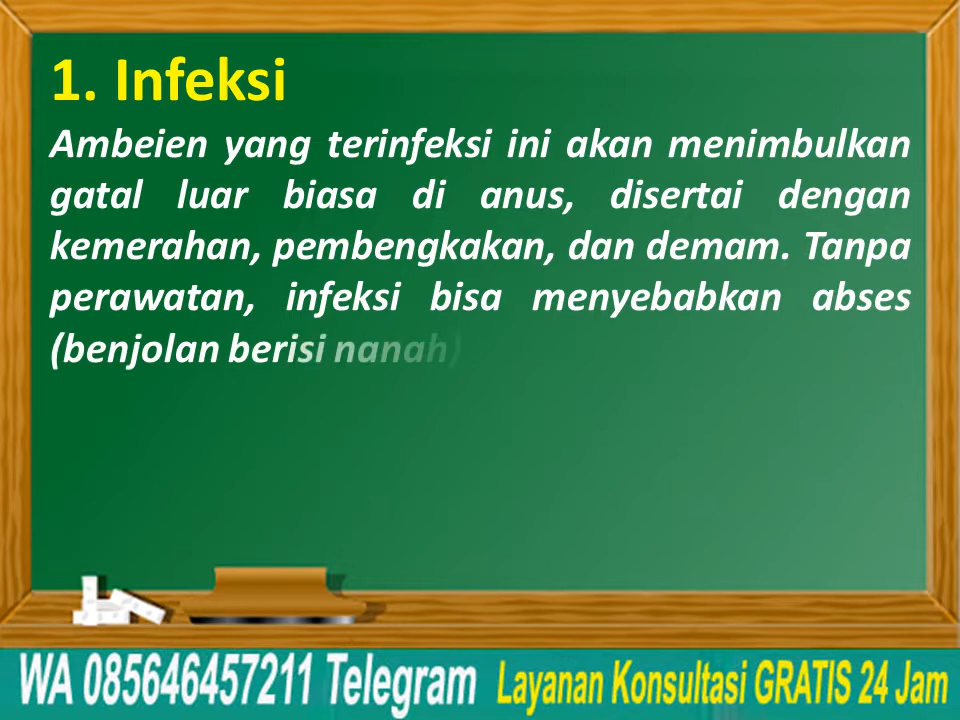 1. Infeksi
Ambeien yang terinfeksi ini akan menimbulkan
gatal luar biasa di anus, disertai dengan
kemerahan, pembengkakan, dan demam. Tanpa
perawatan, infeksi bisa menyebabkan abses
(benjolan berisi nanah)
WA 085646457211 Telegram Layanan Konsultasi GRATIS 24 Jam